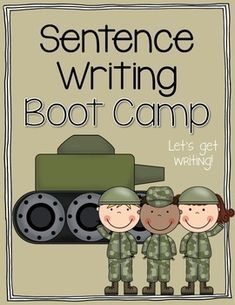 Sentence
Writing
Boot Camp
Let's get
writing!